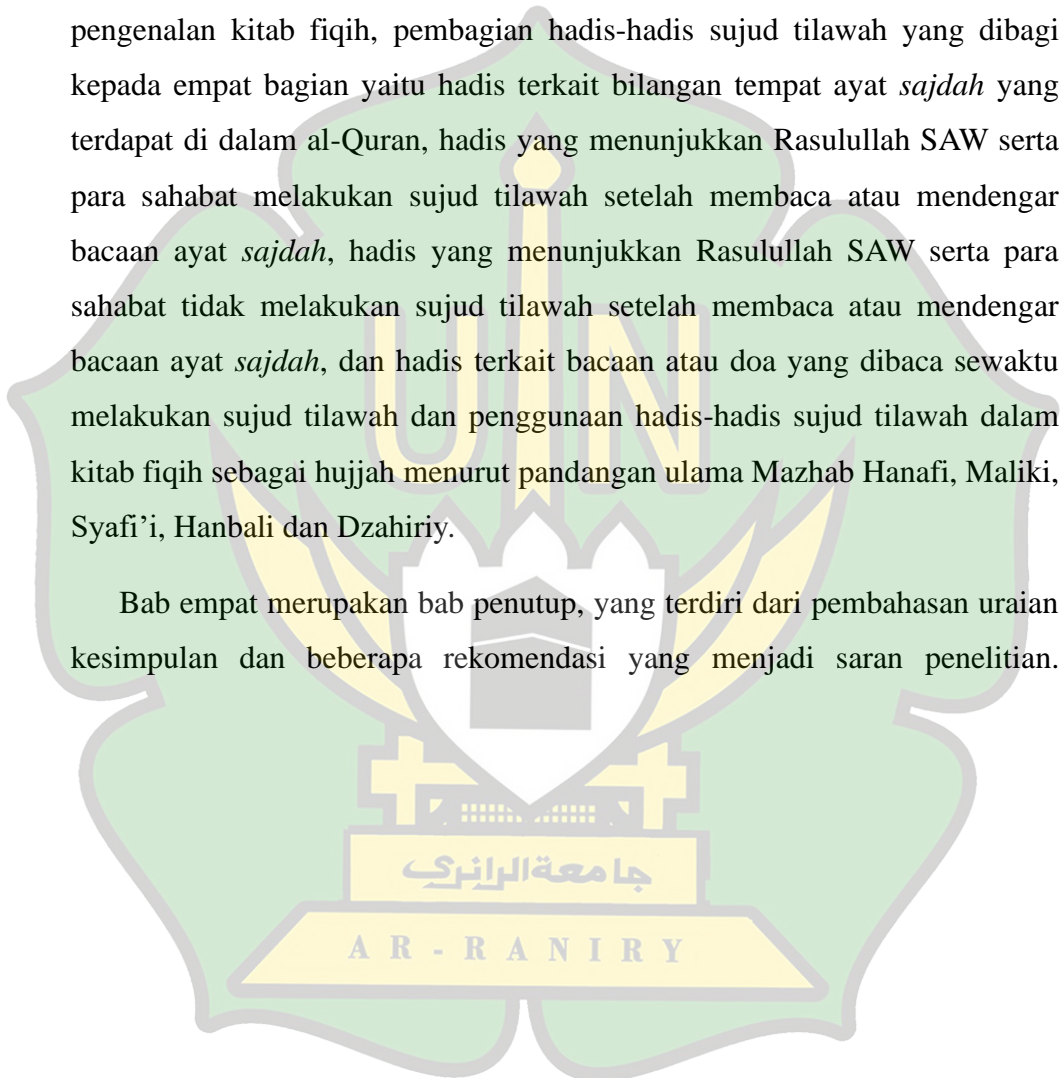 pengenalan kitab fiqih, pembagian hadis-hadis sujud tilawah yang dibagi
kepada empat bagian yaitu hadis terkait bilangan tempat ayat sajdah yang
terdapat di dalam al-Quran, hadis yang menunjukkan Rasulullah SAW serta
para sahabat melakukan sujud tilawah setelah membaca atau mendengar
bacaan ayat sajdah, hadis yang menunjukkan Rasulullah SAW serta para
sahabat tidak melakukan sujud tilawah setelah membaca atau mendengar
bacaan ayat sajdah, dan hadis terkait bacaan atau doa yang dibaca sewaktu
melakukan sujud tilawah dan penggunaan hadis-hadis sujud tilawah dalam
kitab fiqih sebagai hujjah menurut pandangan ulama Mazhab Hanafi, Maliki,
Syafi’i, Hanbali dan Dzahiriy.
Bab empat merupakan bab penutup, yang terdiri dari pembahasan uraian
kesimpulan dan beberapa rekomendasi yang menjadi saran penelitian.
UIN
جامعة الرانري
AR-RANIRY